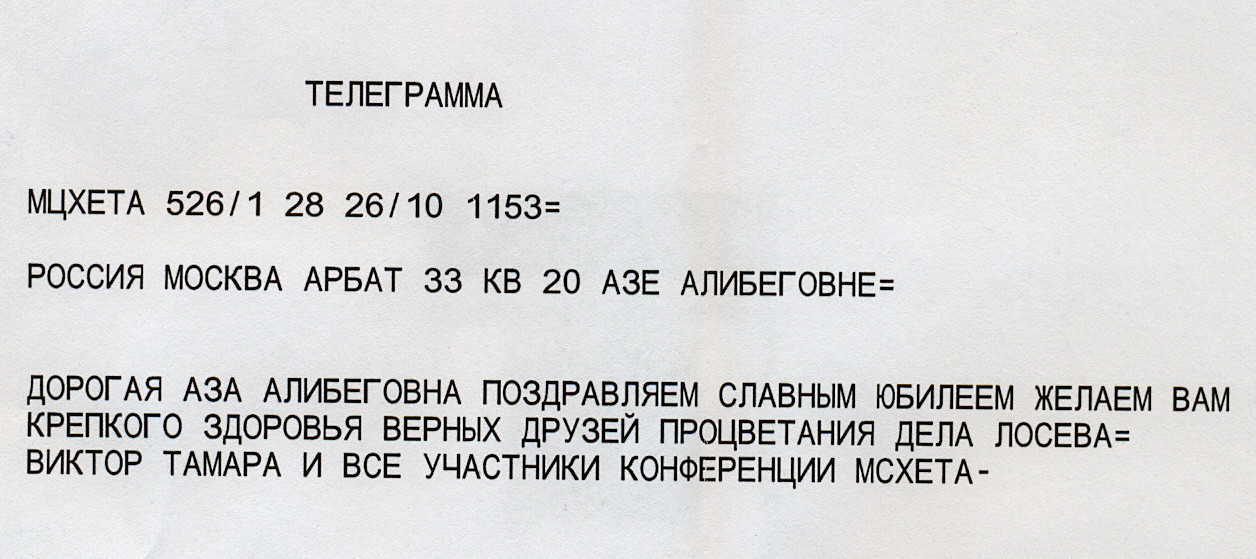 ТЕЛЕГРАММА
МЦХЕТА 526/1 28 26/10 1153=
РОССИЯ МОСКВА АРБАТ 33 КВ 20 АЗЕ АЛИБЕГОВНЕ=
ДОРОГАЯ АЗА АЛИБЕГОВНА ПОЗДРАВЛЯЕМ СЛАВНЫМ ЮБИЛЕЕМ ЖЕЛАЕМ ВАМ
КРЕПКОГО ЗДОРОВЬЯ ВЕРНЫХ ДРУЗЕЙ ПРОЦВЕТАНИЯ ДЕЛА ЛОСЕВА=
ВИКТОР ТАМАРА И ВСЕ УЧАСТНИКИ КОНФЕРЕНЦИИ МСХЕТА-